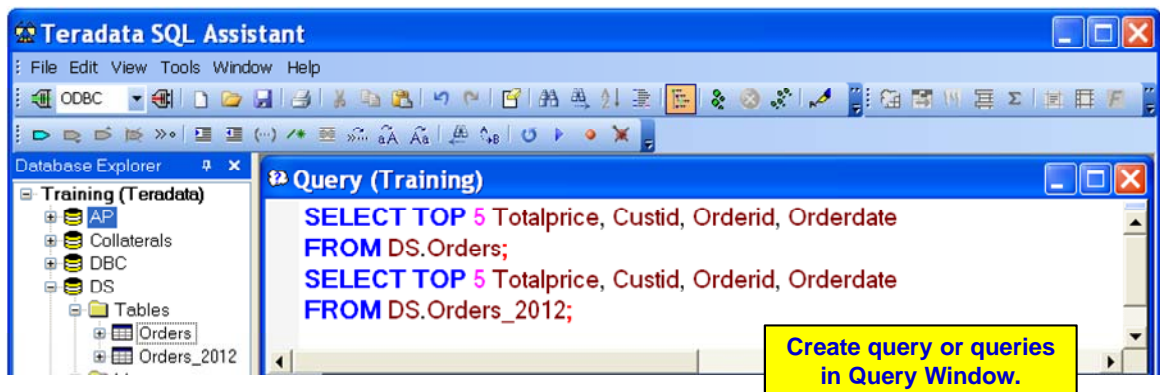 Teradata SQL Assistant
File Edit View Tools Window Help
ODBC
Database Explorer
Query (Training)
Training (Teradata)
AP
Collaterals
DBC
DS
Tables
Orders
Orders_2012
SELECT TOP 5 Totalprice, Custid, Orderid, Orderdate
FROM DS.Orders;
SELECT TOP 5 Totalprice, Custid, Orderid, Orderdate
FROM DS.Orders_2012;
Create query or queries
in Query Window.